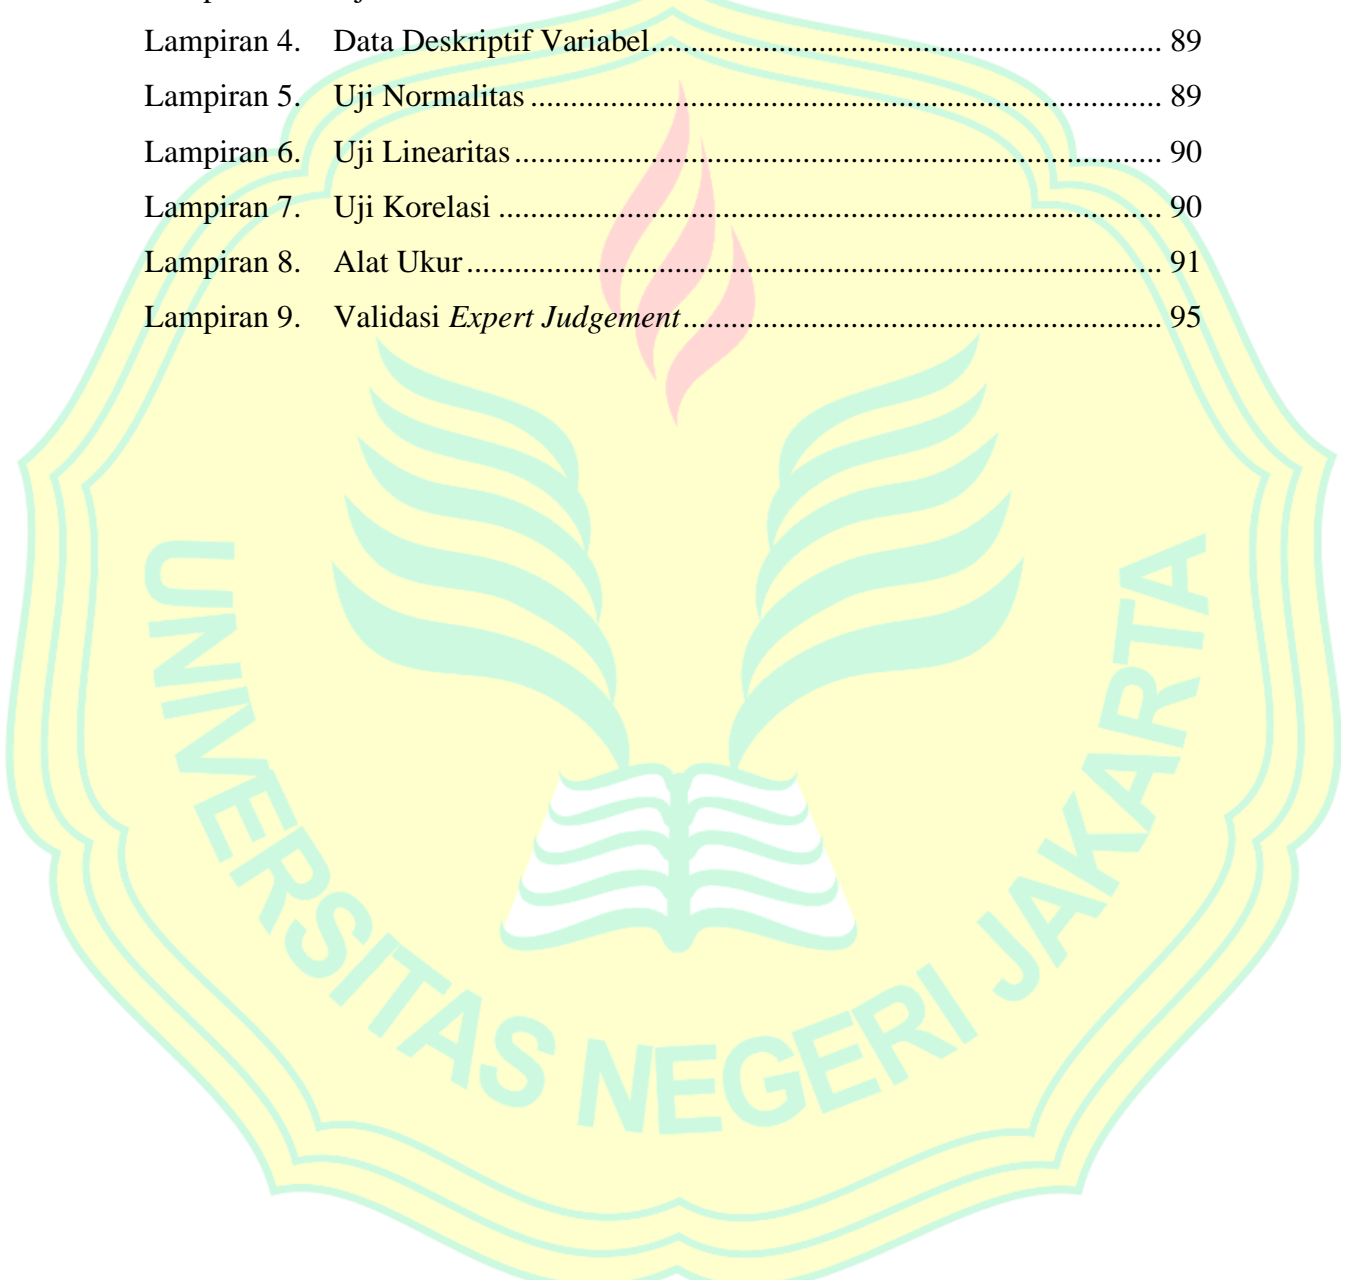 Lampiran 4. Data Deskriptif Variabel.................................................................. 89
Lampiran 5. Uji Normalitas .................................................................................. 89
Lampiran 6. Uji Linearitas .................................................................................... 90
Lampiran 7. Uji Korelasi ...................................................................................... 90
Lampiran 8. Alat Ukur .......................................................................................... 91
Lampiran 9. Validasi Expert Judgement .............................................................. 95
UNIVERSITAS NEGERI JAKARTA